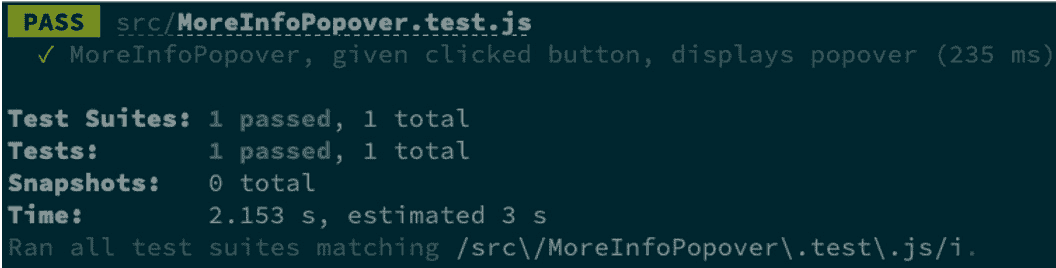 PASS src/MoreInfoPopover.test.js
✓ MoreInfoPopover, given clicked button, displays popover (235 ms)
Test Suites: 1 passed, 1 total
Tests: 1 passed, 1 total
Snapshots: 0 total
Time: 2.153 s, estimated 3 s
Ran all test suites matching /src\/MoreInfoPopover\.test\.js/i.